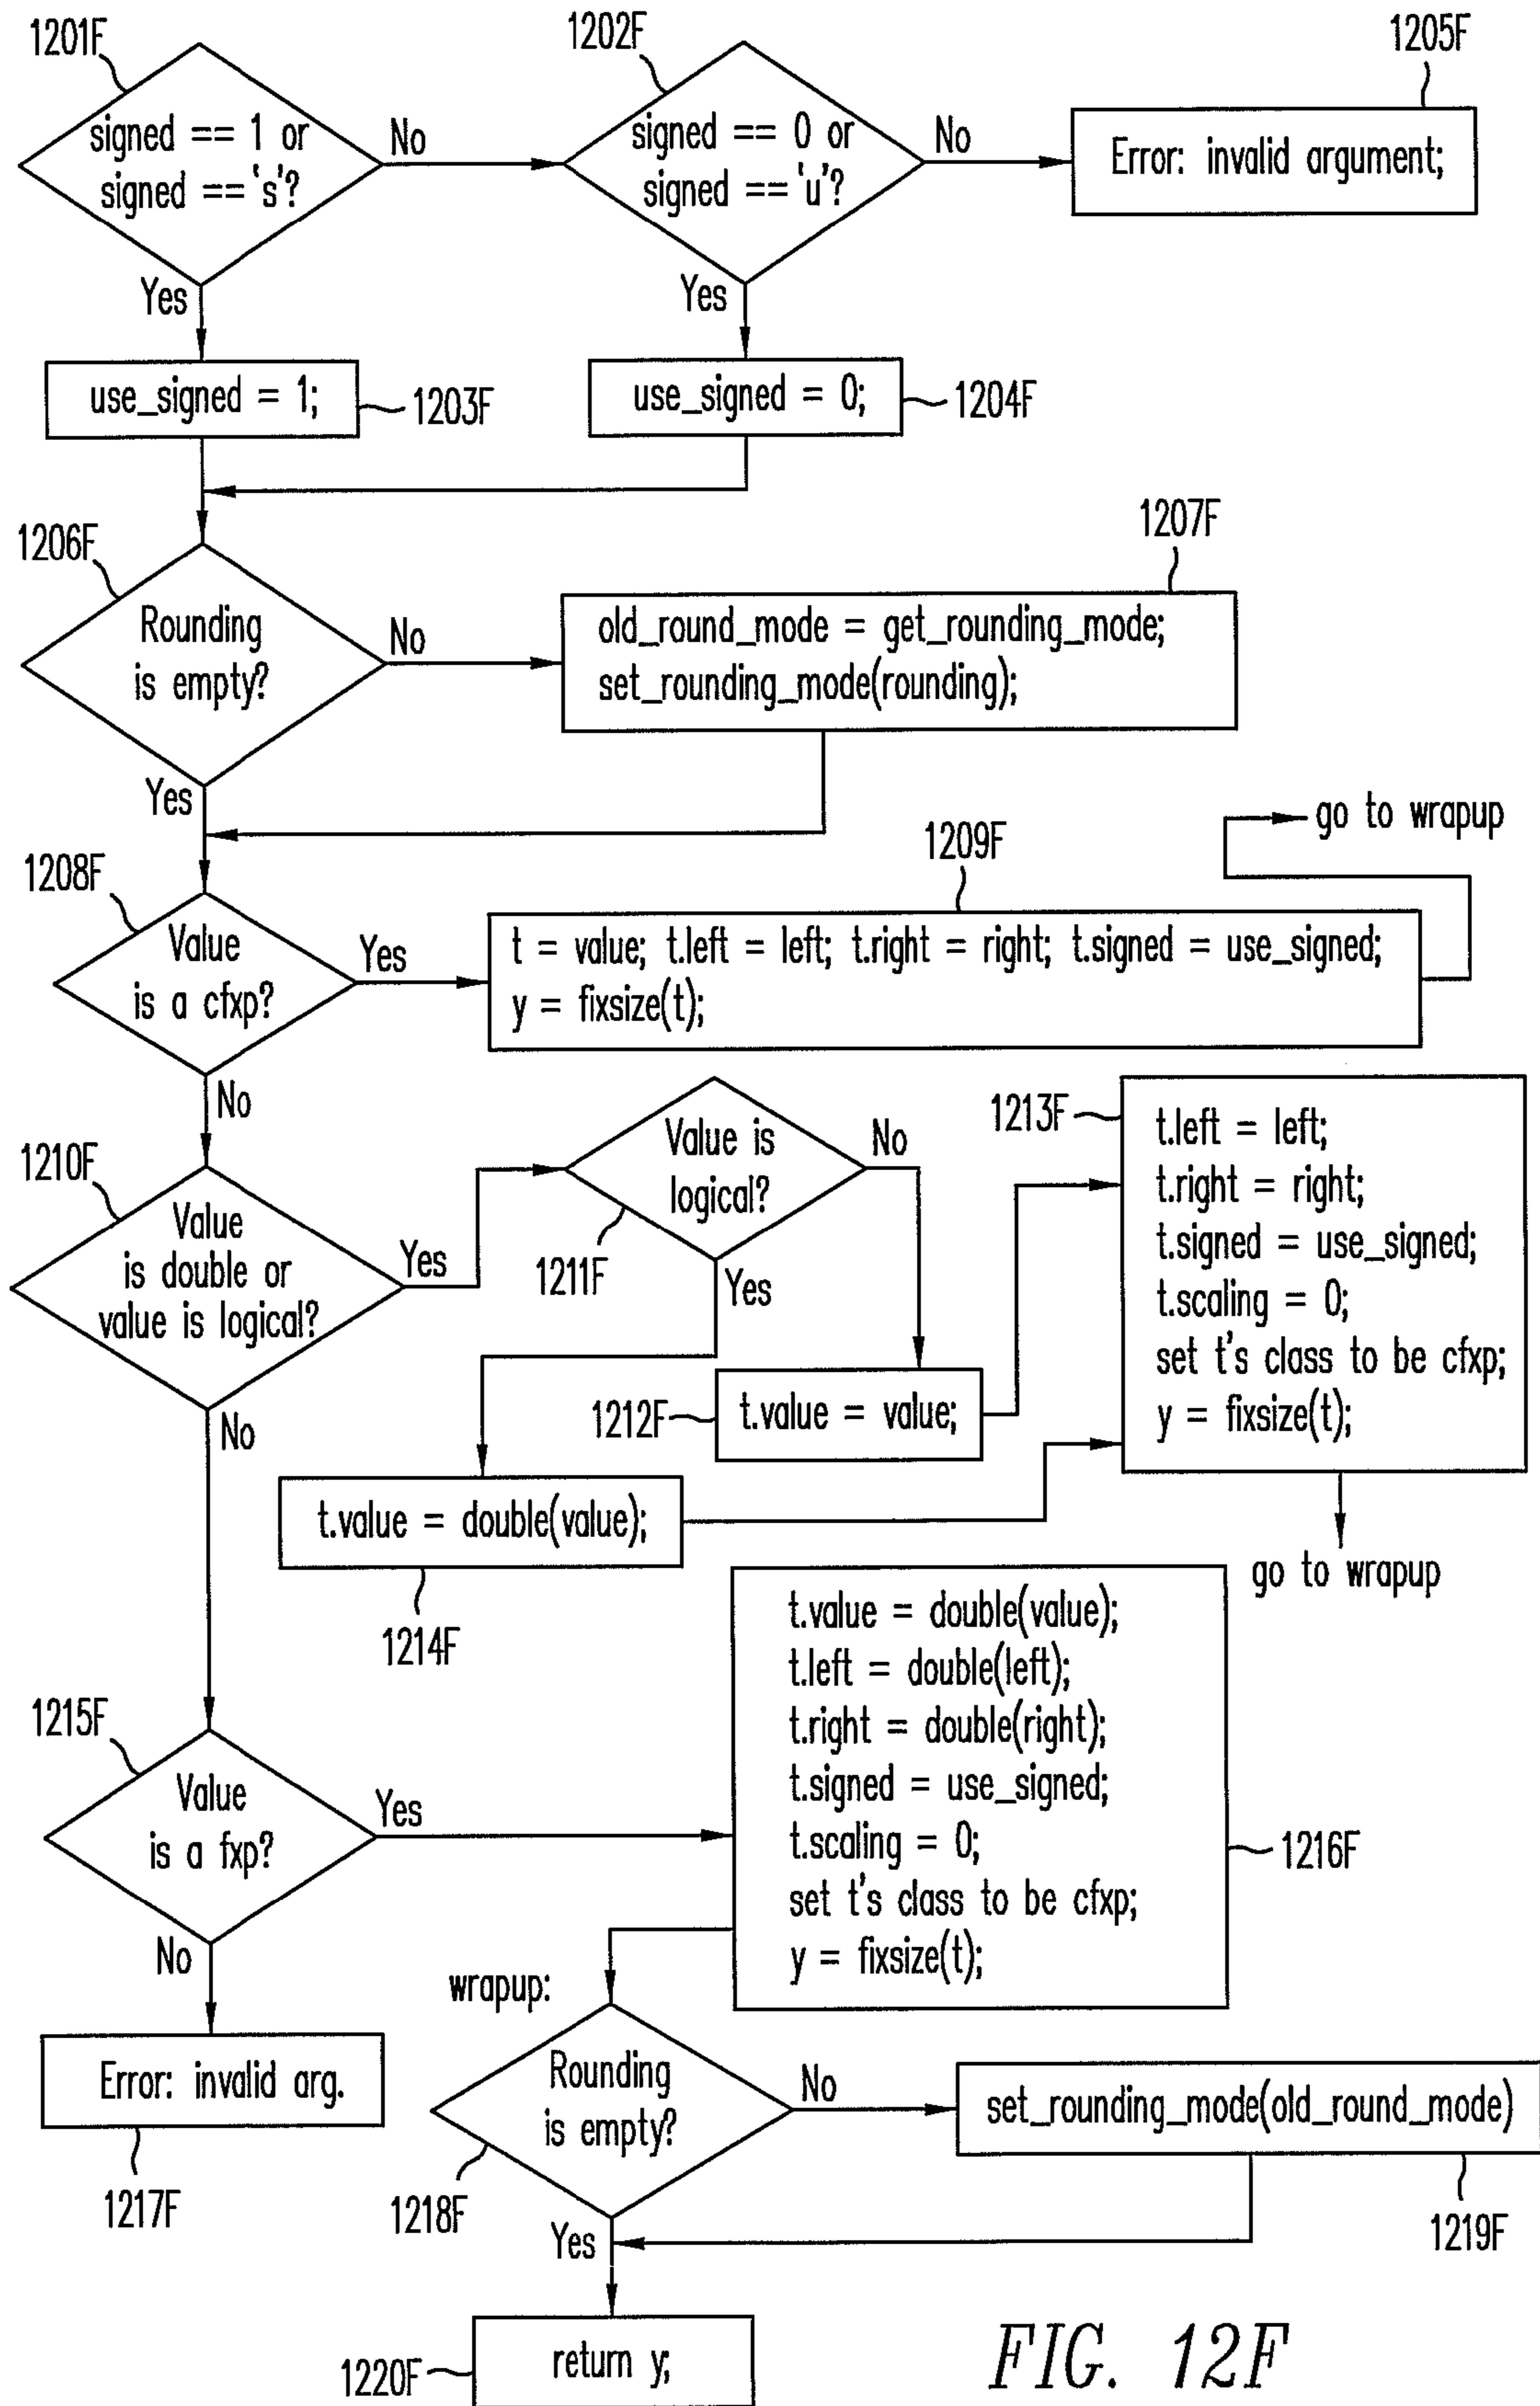 1201F
signed == 1 or
signed == 's'?
No
Yes
1202F
signed == 0 or
signed == 'u'?
No
Yes
1205F
Error: invalid argument;
use_signed = 1;
1203F
use_signed = 0;
1204F
1206F
Rounding
is empty?
No
Yes
1207F
old_round_mode = get_rounding_mode;
set_rounding_mode(rounding);
1208F
Value
is a cfxp?
Yes
No
1209F
t = value; t.left = left; t.right = right; t.signed = use_signed;
y = fixsize(t);
go to wrapup
1210F
Value
is double or
value is logical?
Yes
No
Value is
logical?
1211F
No
Yes
1212F
t.value = value;
1213F
t.left = left;
t.right = right;
t.signed = use_signed;
t.scaling = 0;
set t's class to be cfxp;
y = fixsize(t);
go to wrapup
t.value = double(value);
1214F
1215F
Value
is a fxp?
Yes
No
t.value = double(value);
t.left = double(left);
t.right = double(right);
t.signed = use_signed;
t.scaling = 0;
set t's class to be cfxp;
y = fixsize(t);
1216F
Error: invalid arg.
1217F
wrapup:
Rounding
is empty?
1218F
No
Yes
set_rounding_mode(old_round_mode)
1219F
1220F
return y;
FIG. 12F